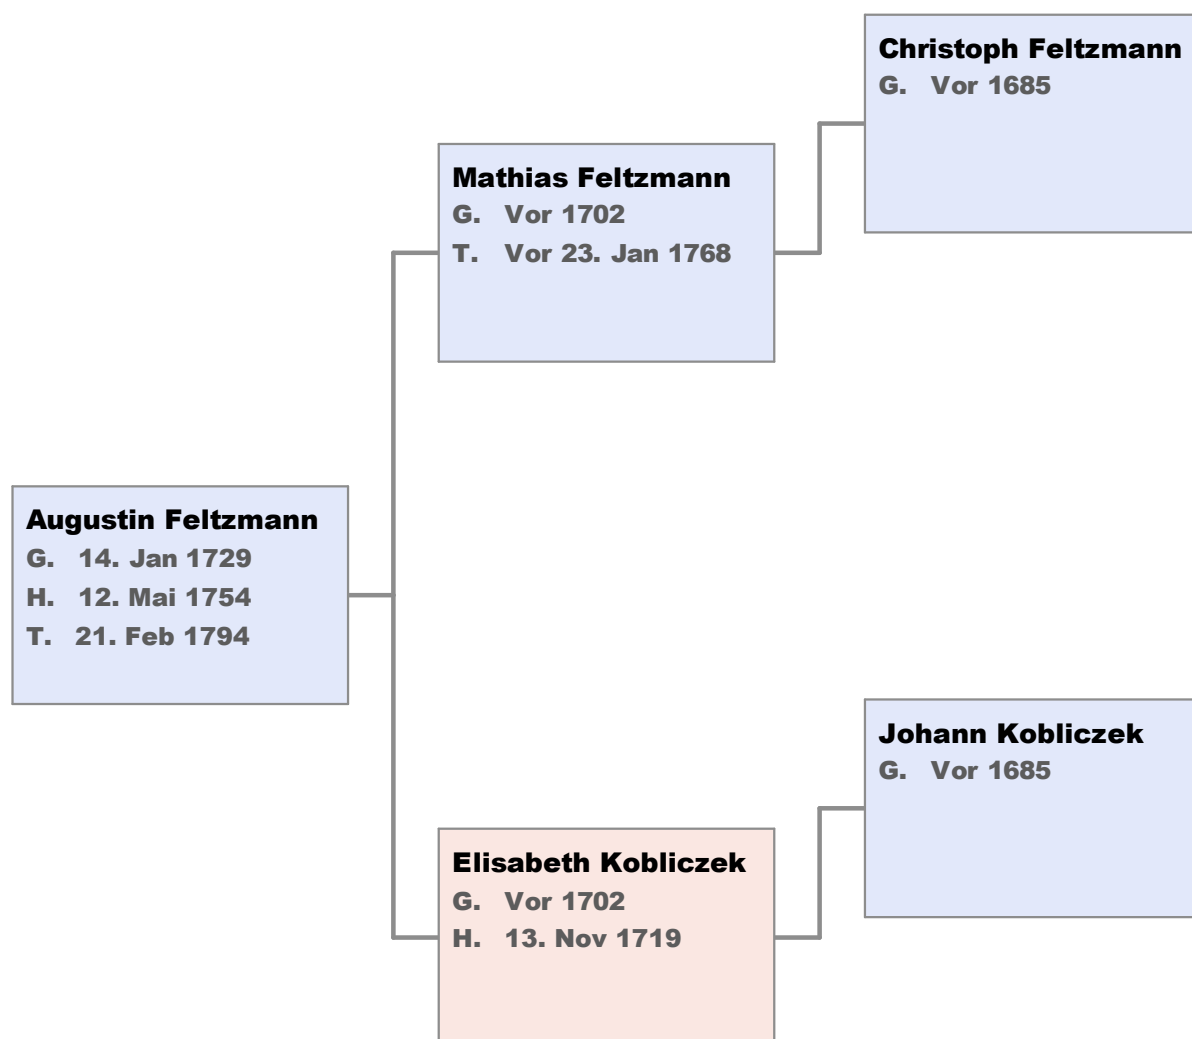 Christoph Feltzmann
G. Vor 1685
Mathias Feltzmann
G. Vor 1702
T. Vor 23. Jan 1768
Augustin Feltzmann
G. 14. Jan 1729
H. 12. Mai 1754
T. 21. Feb 1794
Johann Kobliczek
G. Vor 1685
Elisabeth Kobliczek
G. Vor 1702
H. 13. Nov 1719